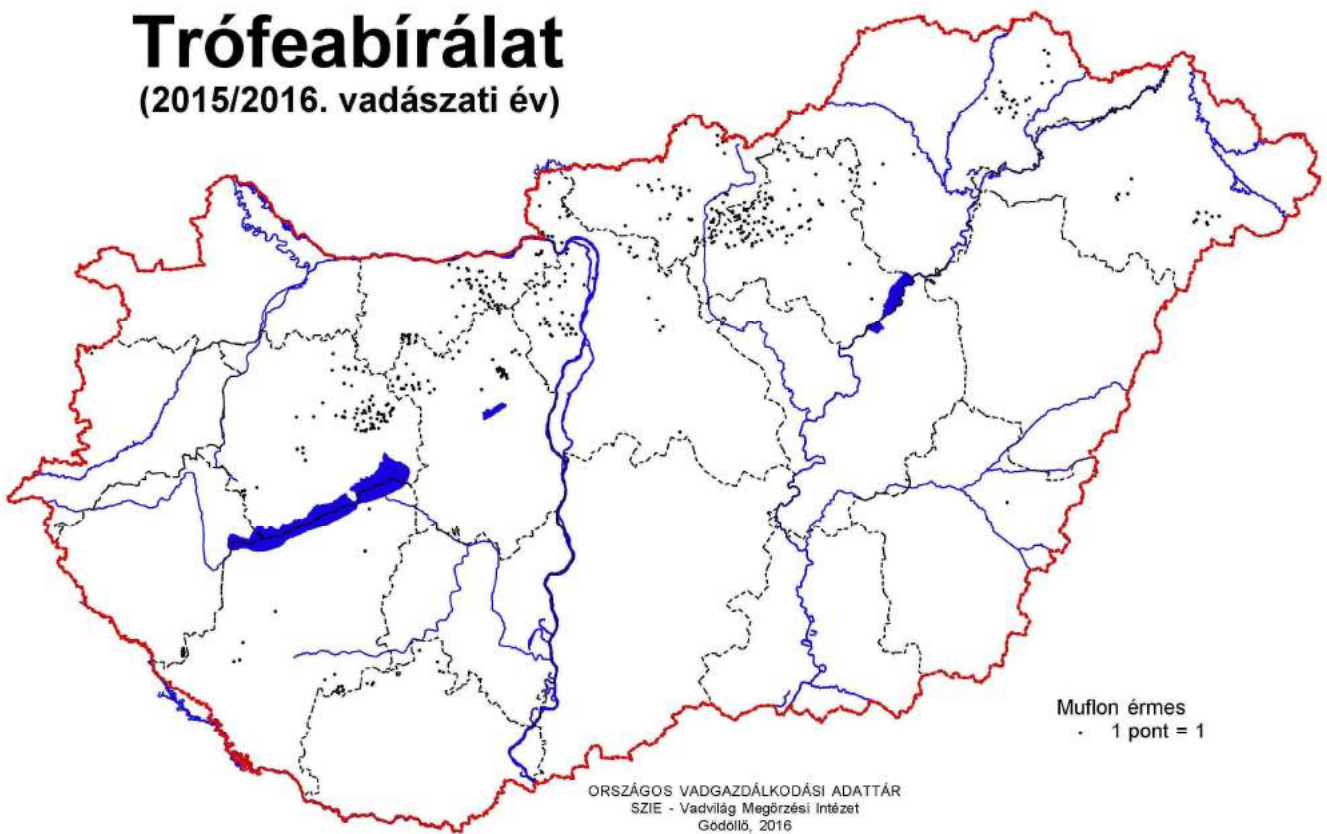 Trófeabírálat
(2015/2016. vadászati év)
Muflon érmes
1 pont = 1
ORSZÁGOS VADGAZDÁLKODÁSI ADATTÁR
SZIE - Vadvilág Megőrzési Intézet
Gödöllő, 2016